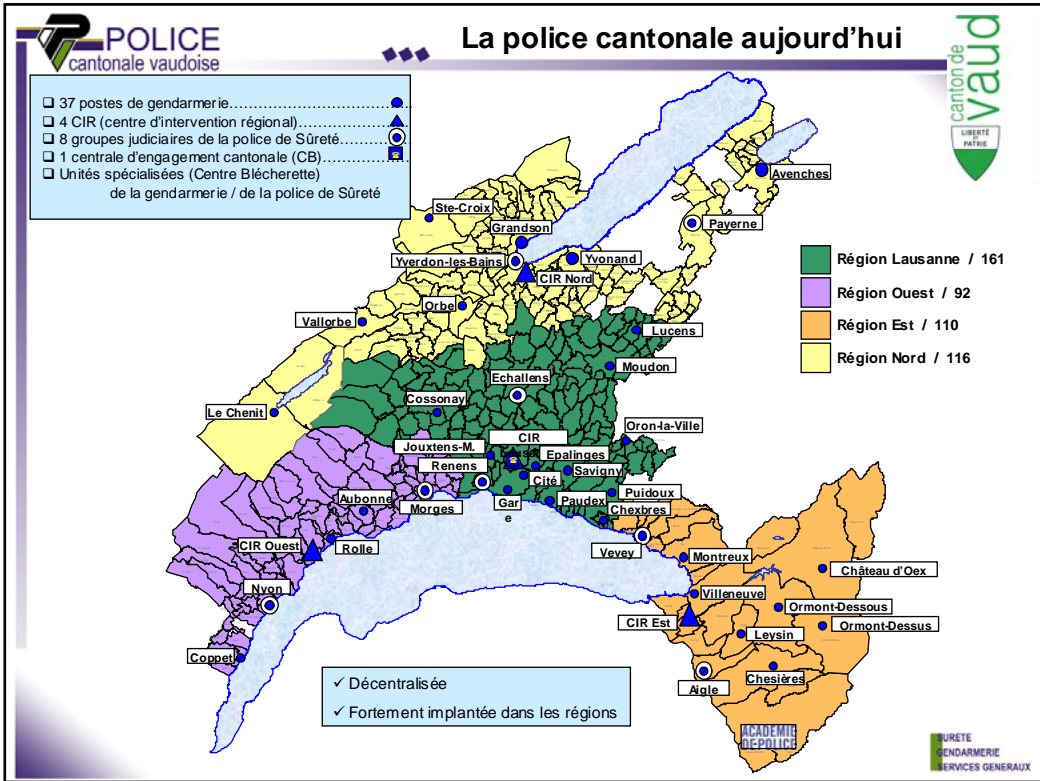 POLICE
cantonale vaudoise
La police cantonale aujourd'hui
canton de
vaud
LIBERTÉ
ET
PATRIE
❑ 37 postes de gendarmerie
❑ 4 CIR (centre d'intervention régional)
❑ 8 groupes judiciaires de la police de Sûreté
❑ 1 centrale d'engagement cantonale (CB)
❑ Unités spécialisées (Centre Blécherette)
de la gendarmerie / de la police de Sûreté
Avenches
Ste-Croix
Payerne
Grandson
Yverdon-les-Bains
Yvonand
CIR Nord
Région Lausanne / 161
Région Ouest / 92
Région Est / 110
Région Nord / 116
Orbe
Vallorbe
Lucens
Moudon
Echallens
Le Chenit
Cossonay
Oron-la-Ville
CIR
Jouxtens-M.
Epalinges
Renens
Savigny
Cité
Aubonne
Morges
Gar
e
Paudex
Puidoux
Chexbres
CIR Ouest
Rolle
Vevey
Montreux
Château d'Oex
Nyon
Villeneuve
Ormont-Dessous
CIR Est
Ormont-Dessus
Leysin
Coppet
Aigle
Chesières
✓ Décentralisée
✓ Fortement implantée dans les régions
ACADEMIE
DE POLICE
SURETE
GENDARMERIE
SERVICES GENERAUX